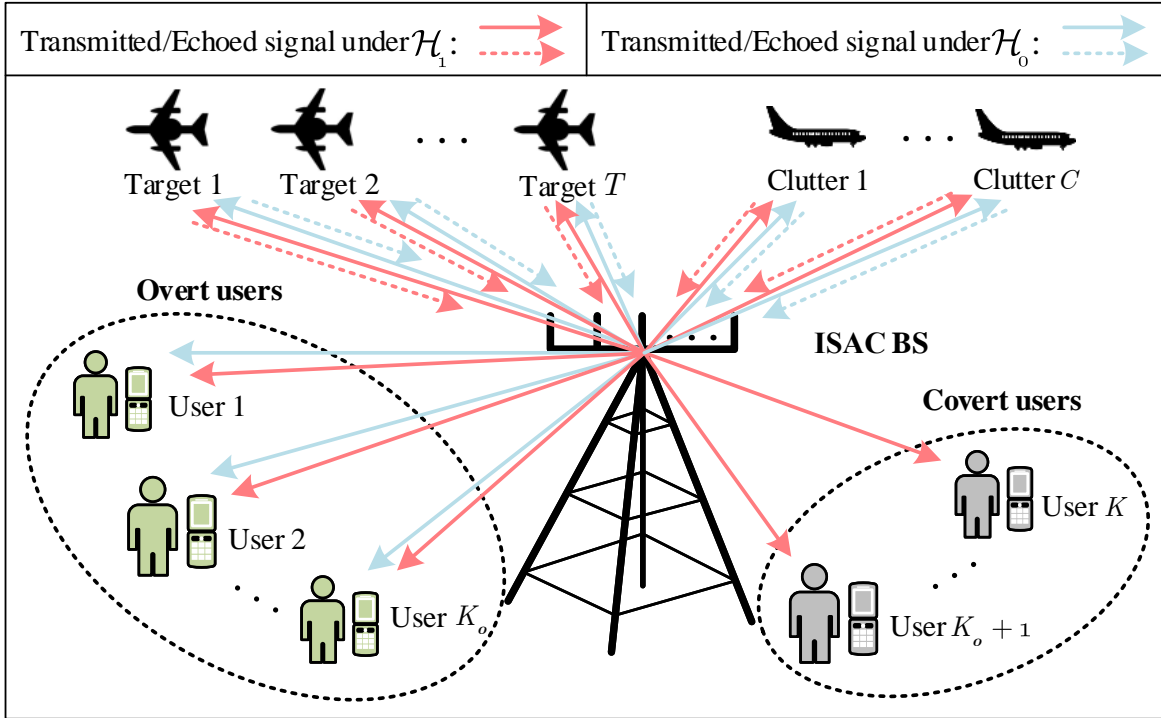 Transmitted/Echoed signal under ℋ₁:
Transmitted/Echoed signal under ℋ₀:
Target 1
Target 2
...
Target T
Clutter 1
...
Clutter C
Overt users
ISAC BS
...
User 1
Covert users
User K
User 2
...
...
User Kₒ
User Kₒ + 1